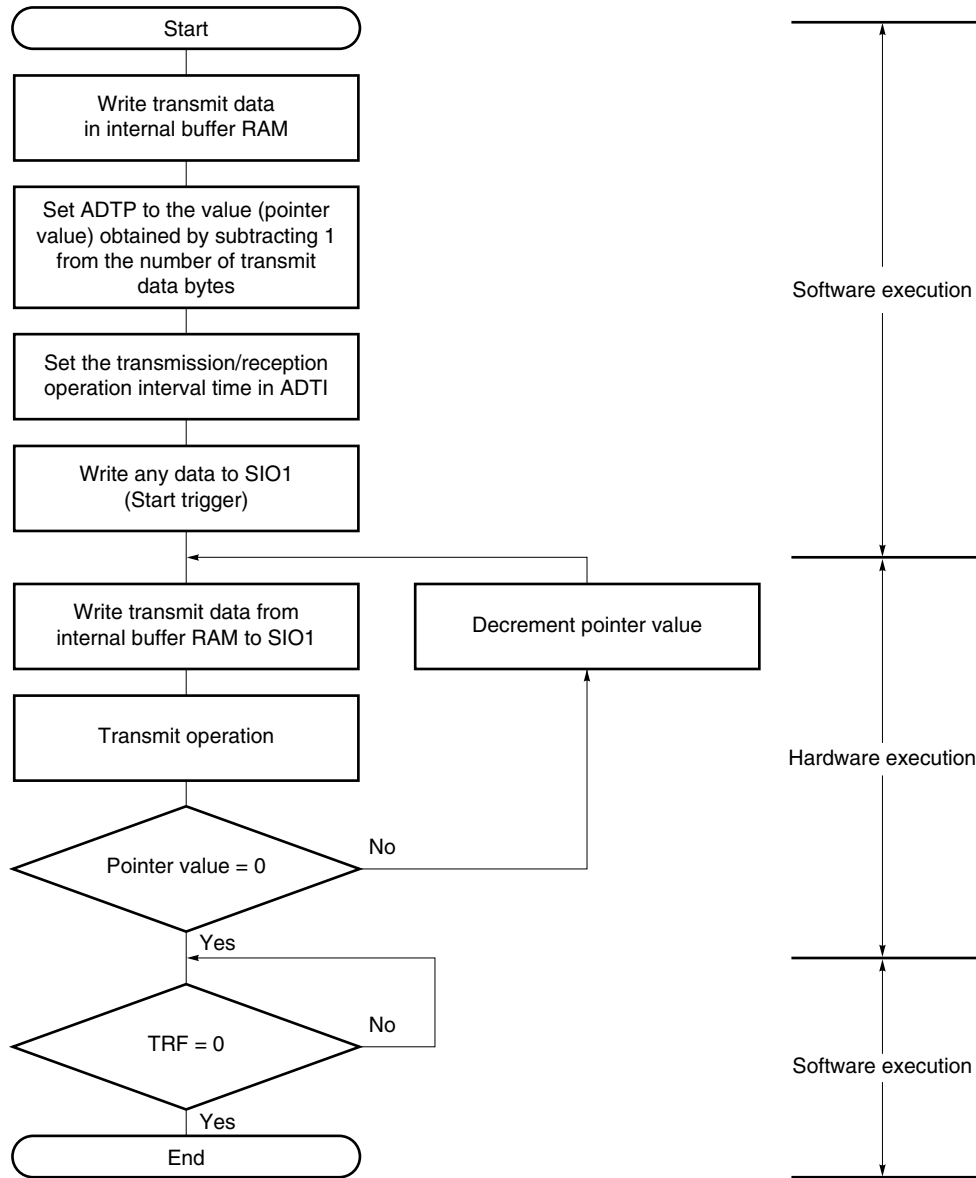 Start
Write transmit data
in internal buffer RAM
Set ADTP to the value (pointer
value) obtained by subtracting 1
from the number of transmit
data bytes
Software execution
Set the transmission/reception
operation interval time in ADTI
Write any data to SIO1
(Start trigger)
Write transmit data from
internal buffer RAM to SIO1
Decrement pointer value
Transmit operation
Hardware execution
Pointer value = 0
No
Yes
TRF = 0
No
Software execution
Yes
End